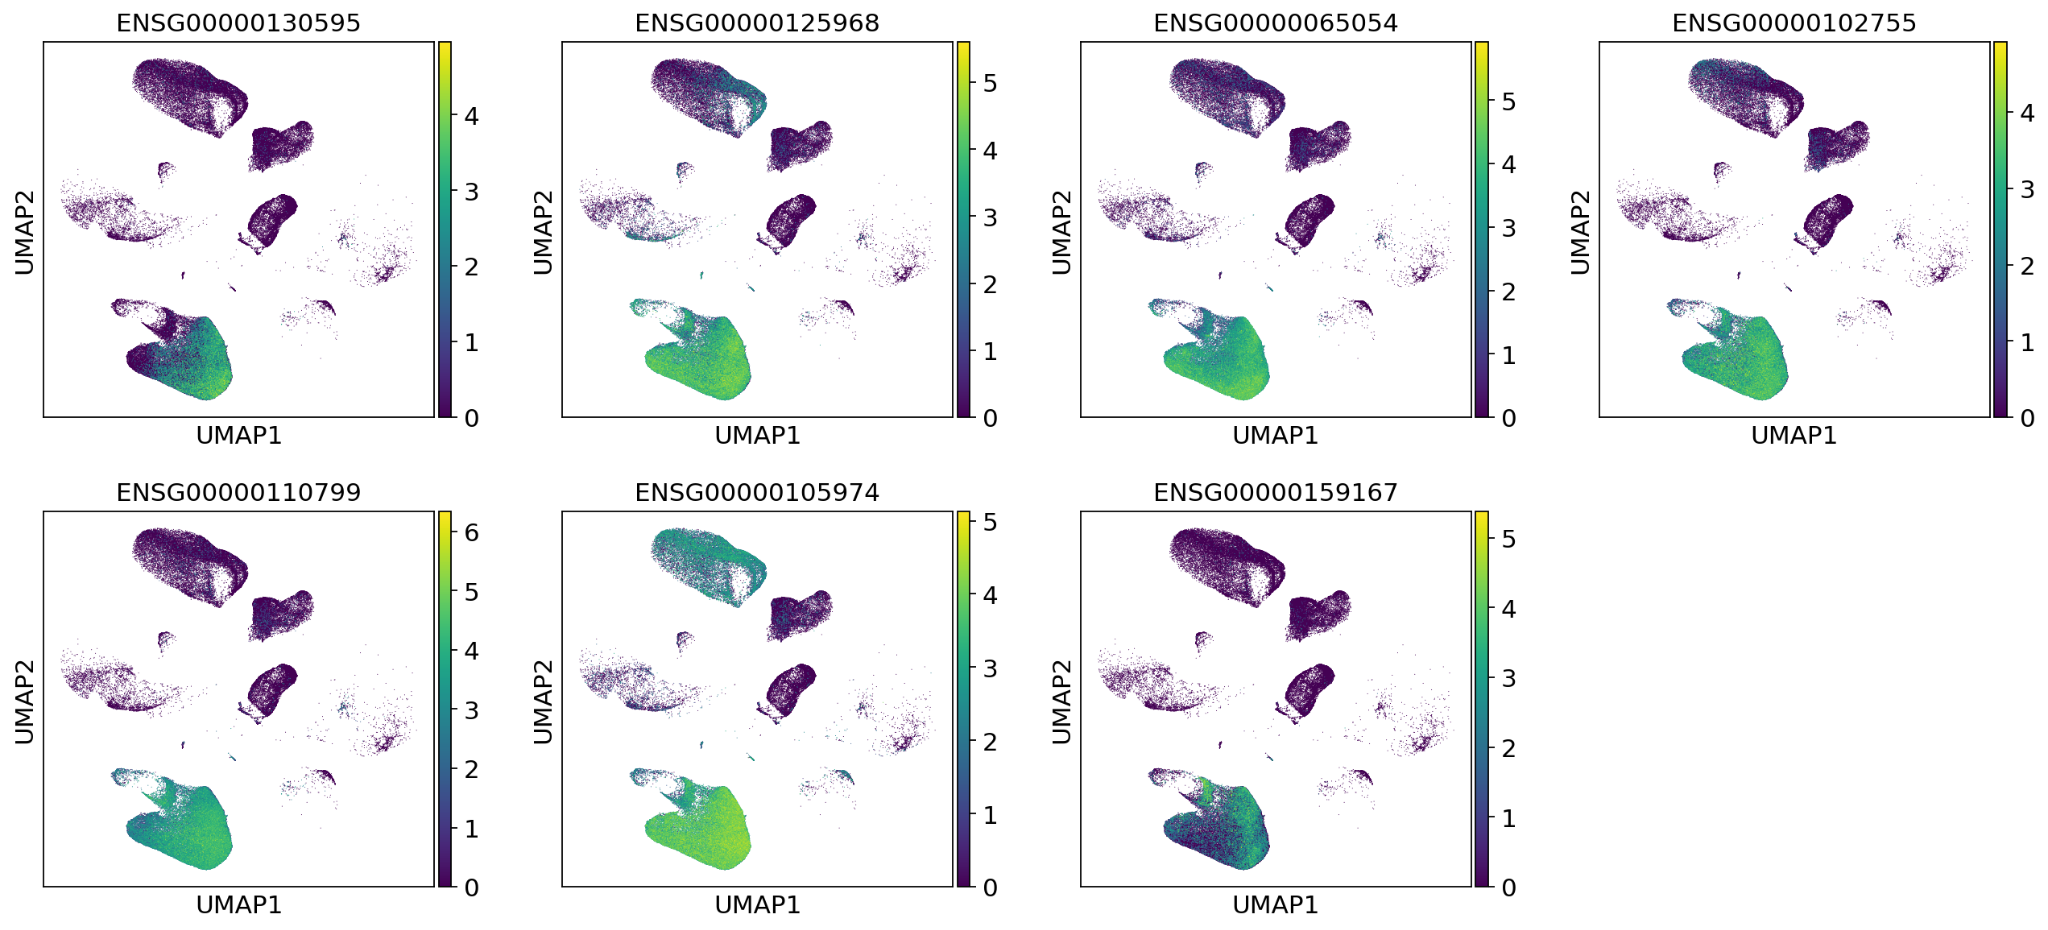 ENSG00000130595
ENSG00000125968
ENSG00000065054
ENSG00000102755
UMAP2
UMAP1
0
1
2
3
4
UMAP2
UMAP1
0
1
2
3
4
5
UMAP2
UMAP1
0
1
2
3
4
5
UMAP2
UMAP1
0
1
2
3
4
ENSG00000110799
ENSG00000105974
ENSG00000159167
UMAP2
UMAP1
0
1
2
3
4
5
6
UMAP2
UMAP1
0
1
2
3
4
5
UMAP2
UMAP1
0
1
2
3
4
5